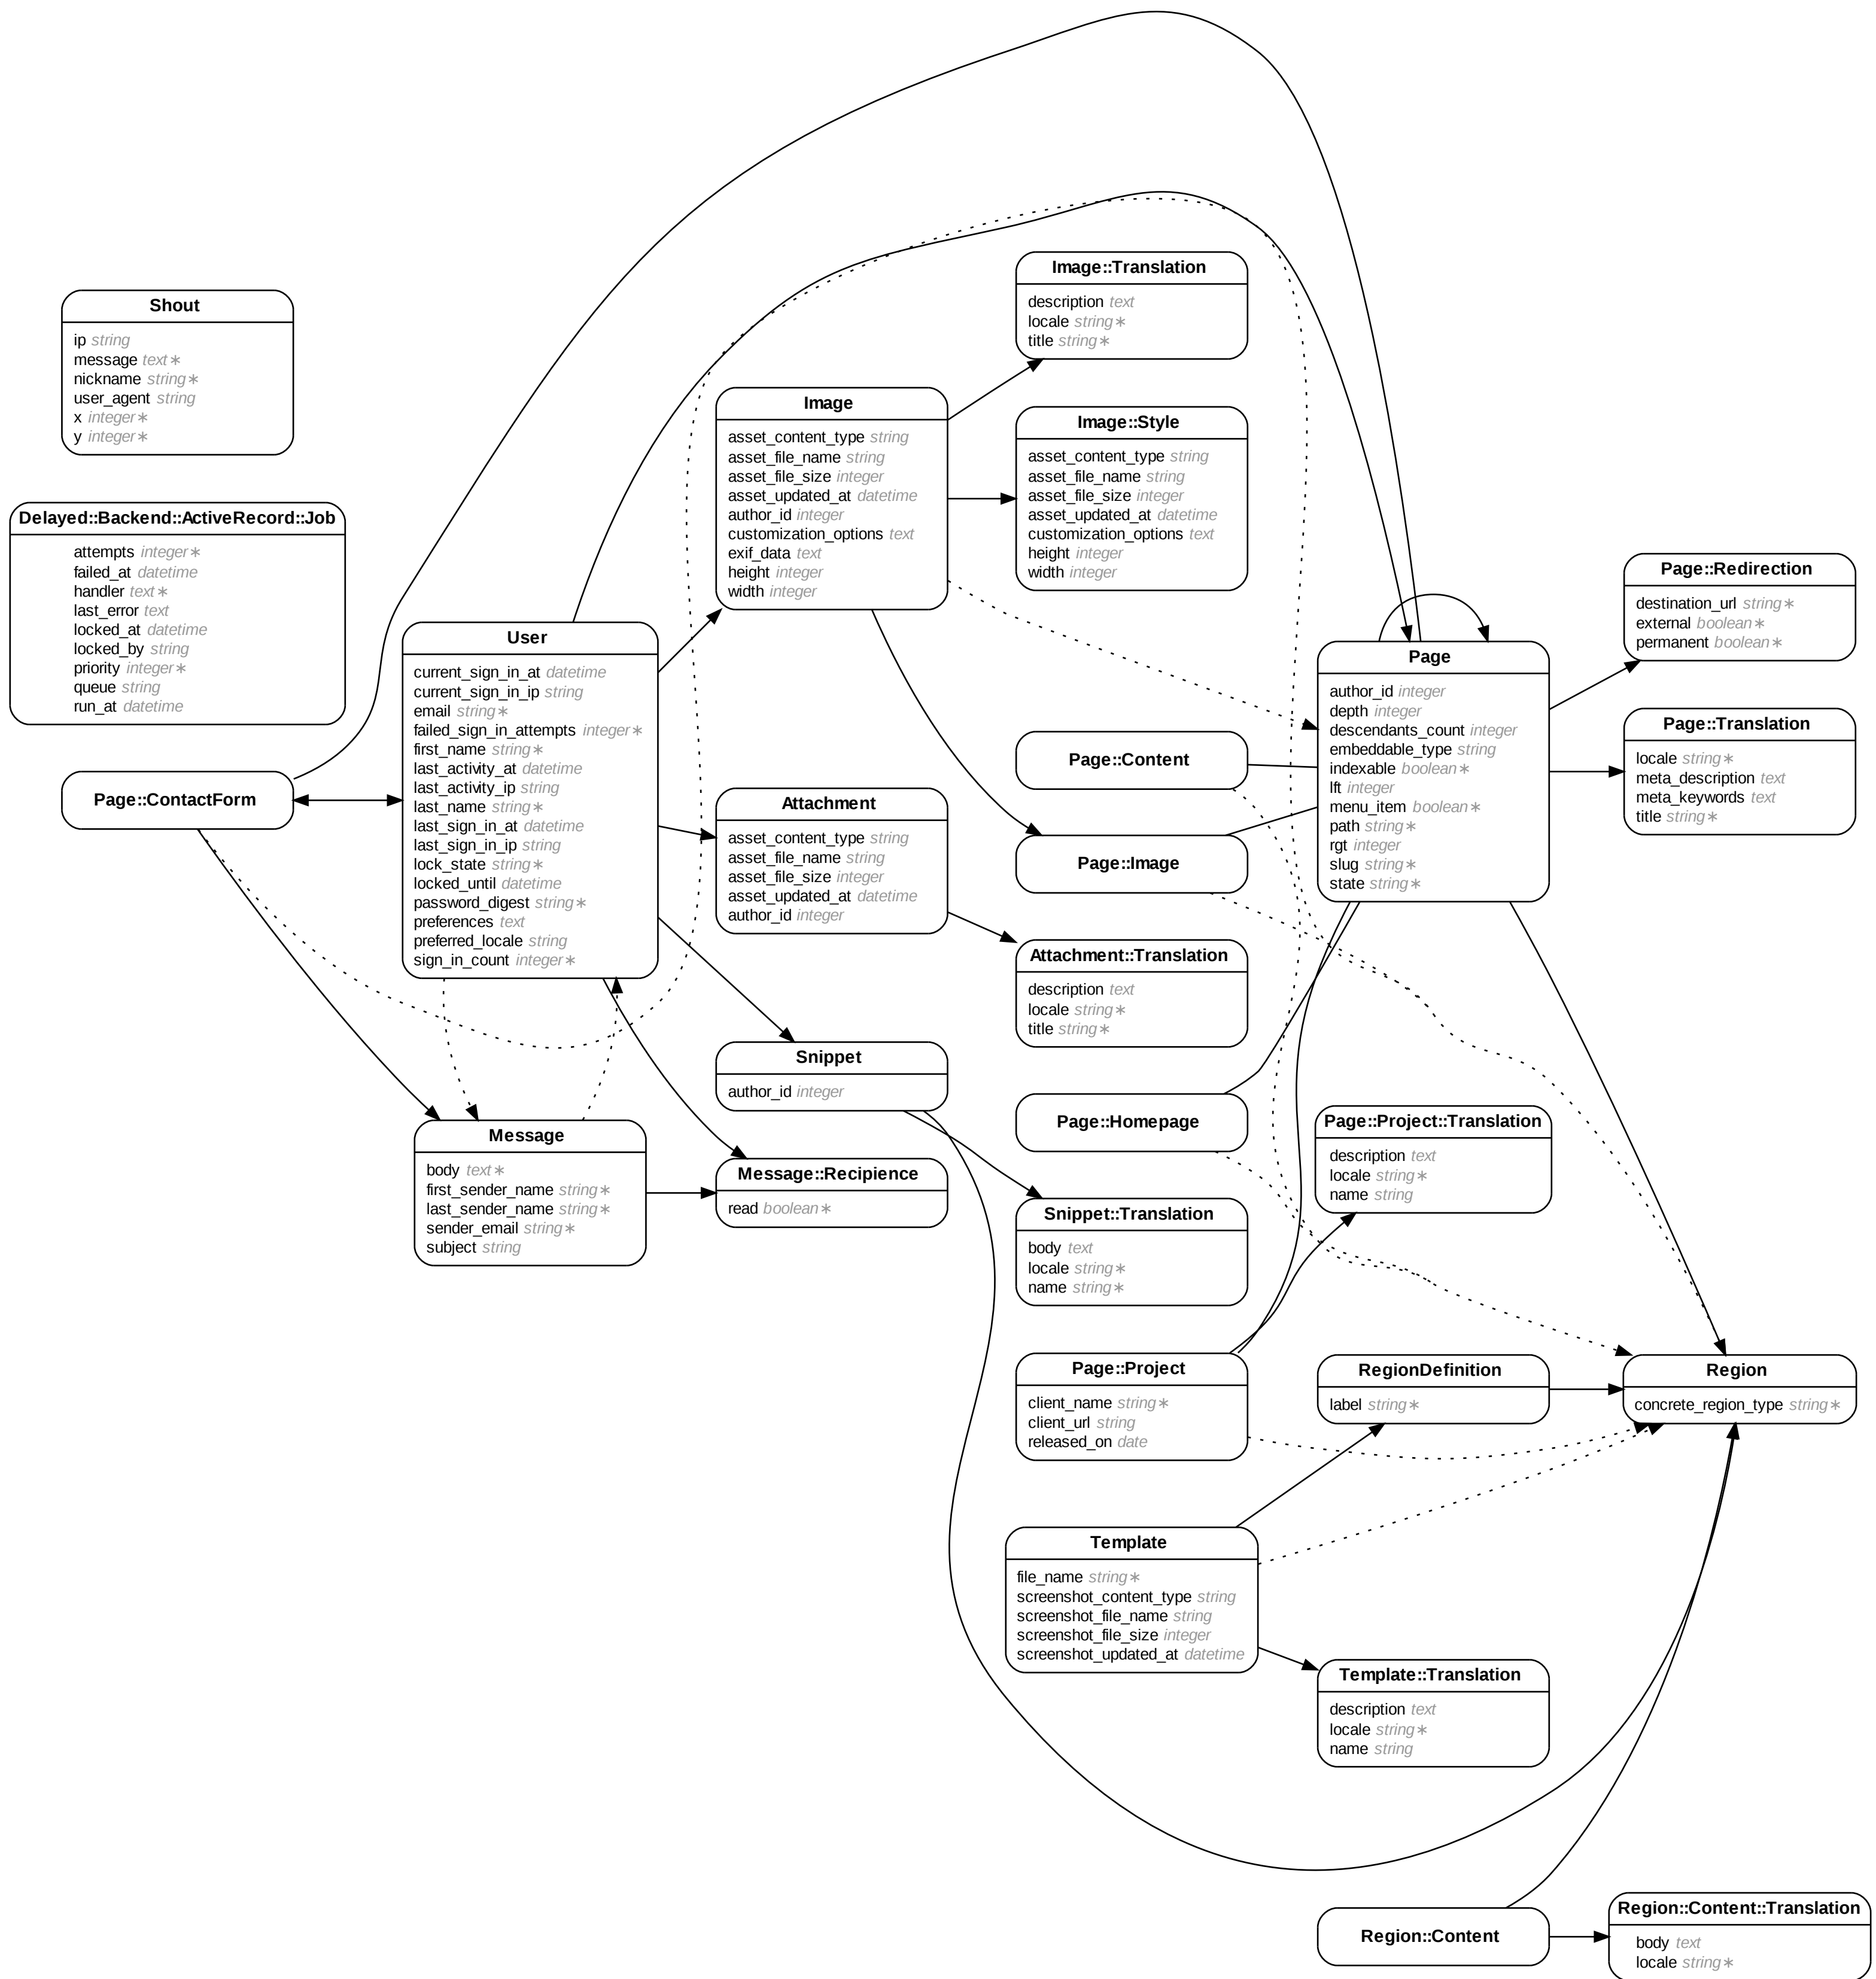 Shout
ip string
message text∗
nickname string∗
user_agent string
x integer∗
y integer∗
Delayed::Backend::ActiveRecord::Job
attempts integer∗
failed_at datetime
handler text∗
last_error text
locked_at datetime
locked_by string
priority integer∗
queue string
run_at datetime
Page::ContactForm
User
current_sign_in_at datetime
current_sign_in_ip string
email string∗
failed_sign_in_attempts integer∗
first_name string∗
last_activity_at datetime
last_activity_ip string
last_name string∗
last_sign_in_at datetime
last_sign_in_ip string
lock_state string∗
locked_until datetime
password_digest string∗
preferences text
preferred_locale string
sign_in_count integer∗
Message
body text∗
first_sender_name string∗
last_sender_name string∗
sender_email string∗
subject string
Image
asset_content_type string
asset_file_name string
asset_file_size integer
asset_updated_at datetime
author_id integer
customization_options text
exif_data text
height integer
width integer
Attachment
asset_content_type string
asset_file_name string
asset_file_size integer
asset_updated_at datetime
author_id integer
Snippet
author_id integer
Message::Recipience
read boolean∗
Image::Translation
description text
locale string∗
title string∗
Image::Style
asset_content_type string
asset_file_name string
asset_file_size integer
asset_updated_at datetime
customization_options text
height integer
width integer
Page::Content
Page::Image
Attachment::Translation
description text
locale string∗
title string∗
Page::Homepage
Snippet::Translation
body text
locale string∗
name string∗
Page::Project
client_name string∗
client_url string
released_on date
Template
file_name string∗
screenshot_content_type string
screenshot_file_name string
screenshot_file_size integer
screenshot_updated_at datetime
Page
author_id integer
depth integer
descendants_count integer
embeddable_type string
indexable boolean∗
lft integer
menu_item boolean∗
path string∗
rgt integer
slug string∗
state string∗
Page::Project::Translation
description text
locale string∗
name string
RegionDefinition
label string∗
Template::Translation
description text
locale string∗
name string
Region::Content
Page::Redirection
destination_url string∗
external boolean∗
permanent boolean∗
Page::Translation
locale string∗
meta_description text
meta_keywords text
title string∗
Region
concrete_region_type string∗
Region::Content::Translation
body text
locale string∗